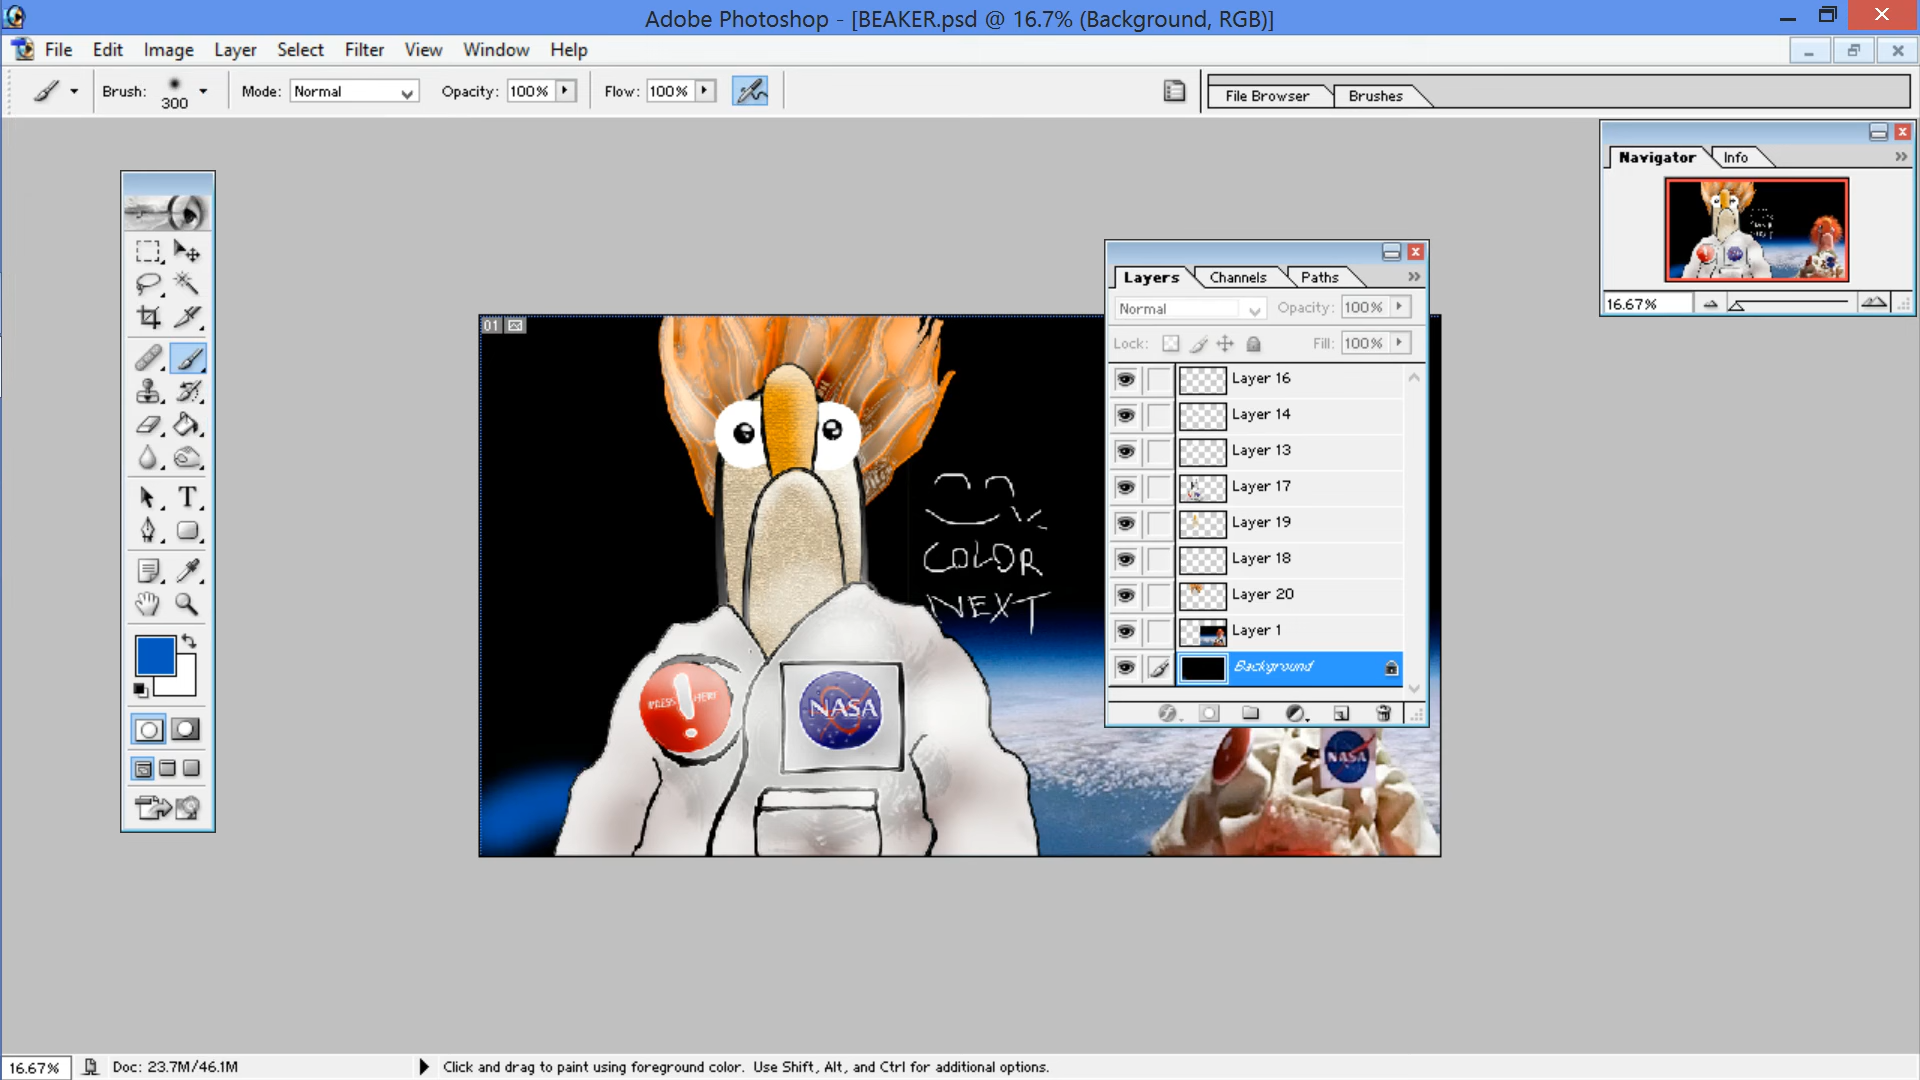 Adobe Photoshop - [BEAKER.psd @ 16.7% (Background, RGB)]
File Edit Image Layer Select Filter View Window Help
Brush: 300 Mode: Normal Opacity: 100% Flow: 100% File Browser Brushes
Navigator Info
16.67%
Layers Channels Paths
Normal Opacity: 100%
Lock: Fill: 100%
Layer 16
Layer 14
Layer 13
Layer 17
Layer 19
Layer 18
Layer 20
Layer 1
Background
01
COLOR
NEXT
PRESS HERE
!
NASA
NASA
T
16.67% Doc: 23.7M/46.1M Click and drag to paint using foreground color. Use Shift, Alt, and Ctrl for additional options.